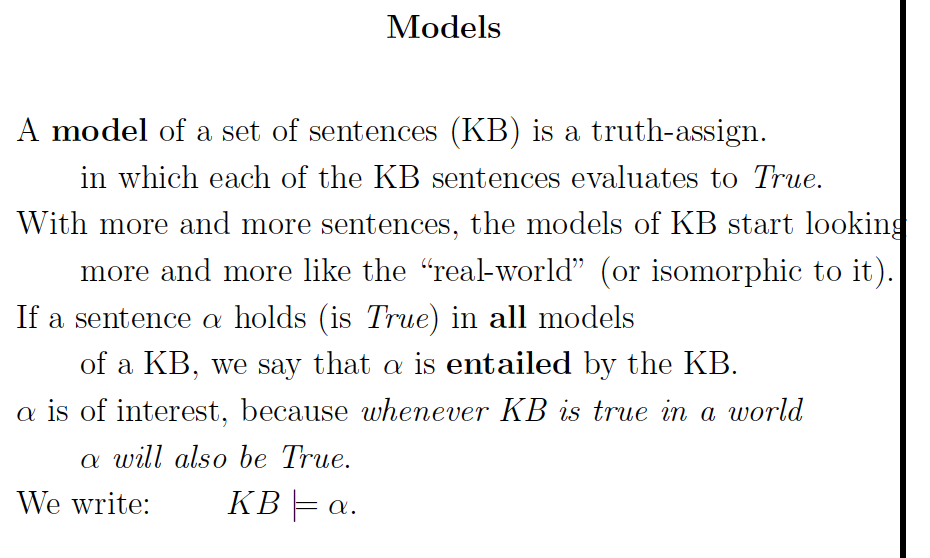 Models
A model of a set of sentences (KB) is a truth-assign.
in which each of the KB sentences evaluates to True.
With more and more sentences, the models of KB start looking
more and more like the “real-world” (or isomorphic to it).
If a sentence α holds (is True) in all models
of a KB, we say that α is entailed by the KB.
α is of interest, because whenever KB is true in a world
α will also be True.
We write: KB ⊨ α.